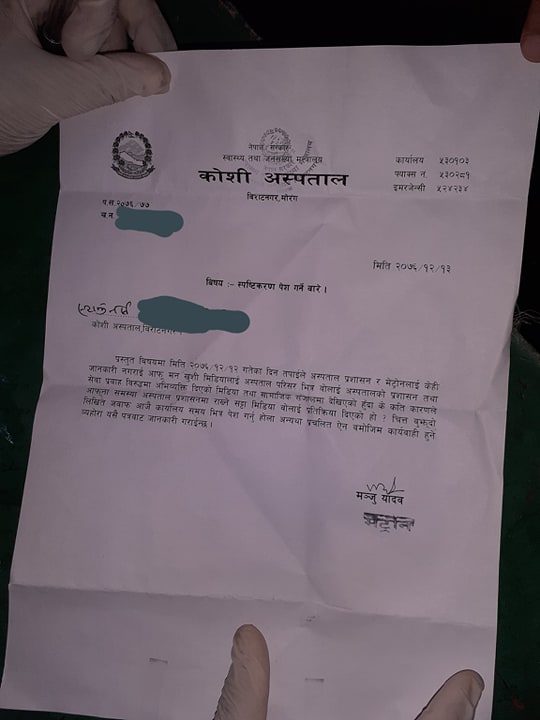 नेपाल सरकार
स्वास्थ्य तथा जनसंख्या मन्त्रालय
कोशी अस्पताल
बिराटनगर,मोरंग
कार्यालय ५३०१०३
फ्याक्स न. ५३०२८१
इमरजेन्सी ५२४२३४
प.स.२०७६/७७
च.न.
मिति २०७६/१२/१३
बिषय :- स्पष्टिकरण पेश गर्ने बारे ।
स्टाफ नर्स
कोशी अस्पताल,बिराटनगर ।
प्रस्तुत बिषयमा मिति २०७६/१२/१२ गतेका दिन तपाईले अस्पताल प्रशासन र मेट्रोनलाई केही
जानकारी नगराई आफु मन खुशी मिडियालाई अस्पताल परिसर भित्र बोलाई अस्पतालको प्रशासन तथा
सेवा प्रवाह बिरुद्धमा अभिव्यक्ति दिएको मिडिया तथा सामाजिक संजालमा देखिएको हुँदा के कति कारणले
आफ्ना समस्या अस्पताल प्रशासनमा राख्ने सट्टा मिडिया बोलाई प्रतिक्रिया दिएको हो ? चित्त बुझ्दो
लिखित जवाफ आजै कार्यालय समय भित्र पेश गर्नु होला अन्यथा प्रचलित ऐन बमोजिम कार्यवाही हुने
व्यहोरा यसै पत्रबाट जानकारी गराईन्छ ।
मञ्जु यादव
मेट्रोन